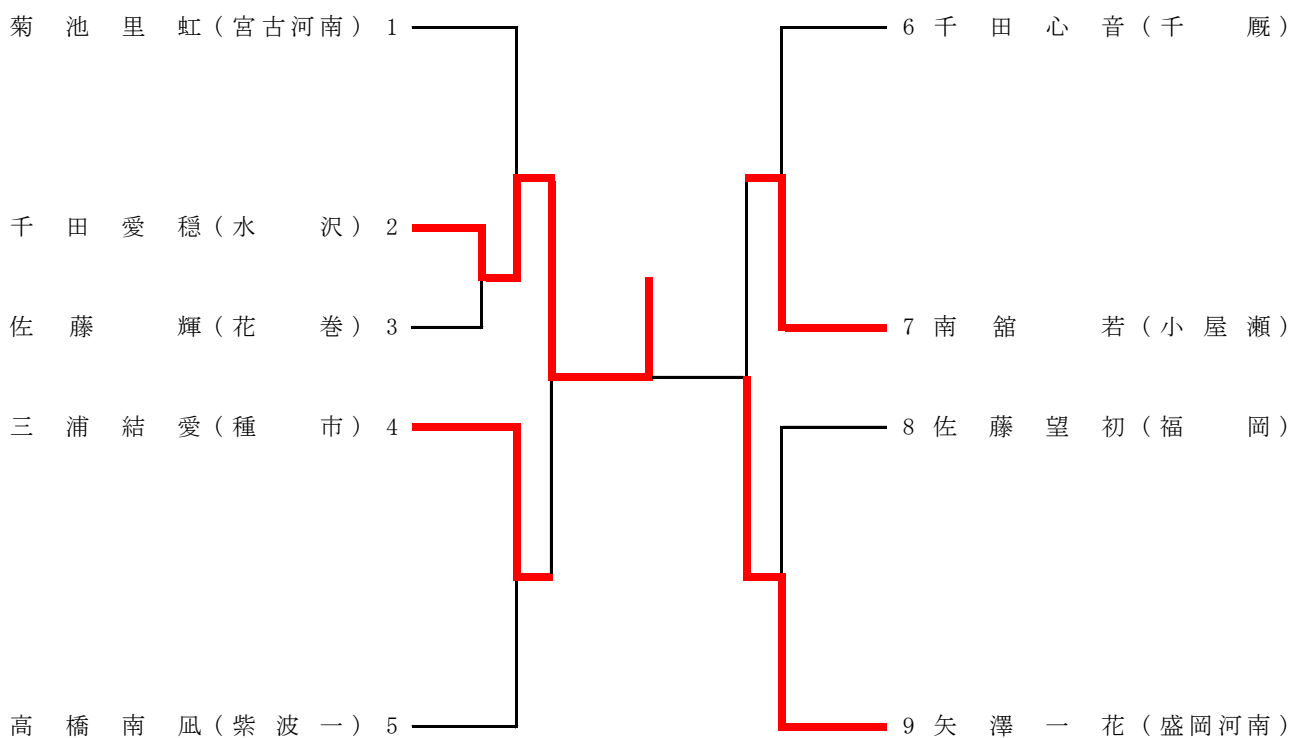 菊池里虹(宮古河南) 1
千田愛穏(水沢) 2
佐藤輝(花巻) 3
三浦結愛(種市) 4
高橋南凪(紫波一) 5
6 千田心音(千厩)
7 南舘若(小屋瀬)
8 佐藤望初(福岡)
9 矢澤一花(盛岡河南)